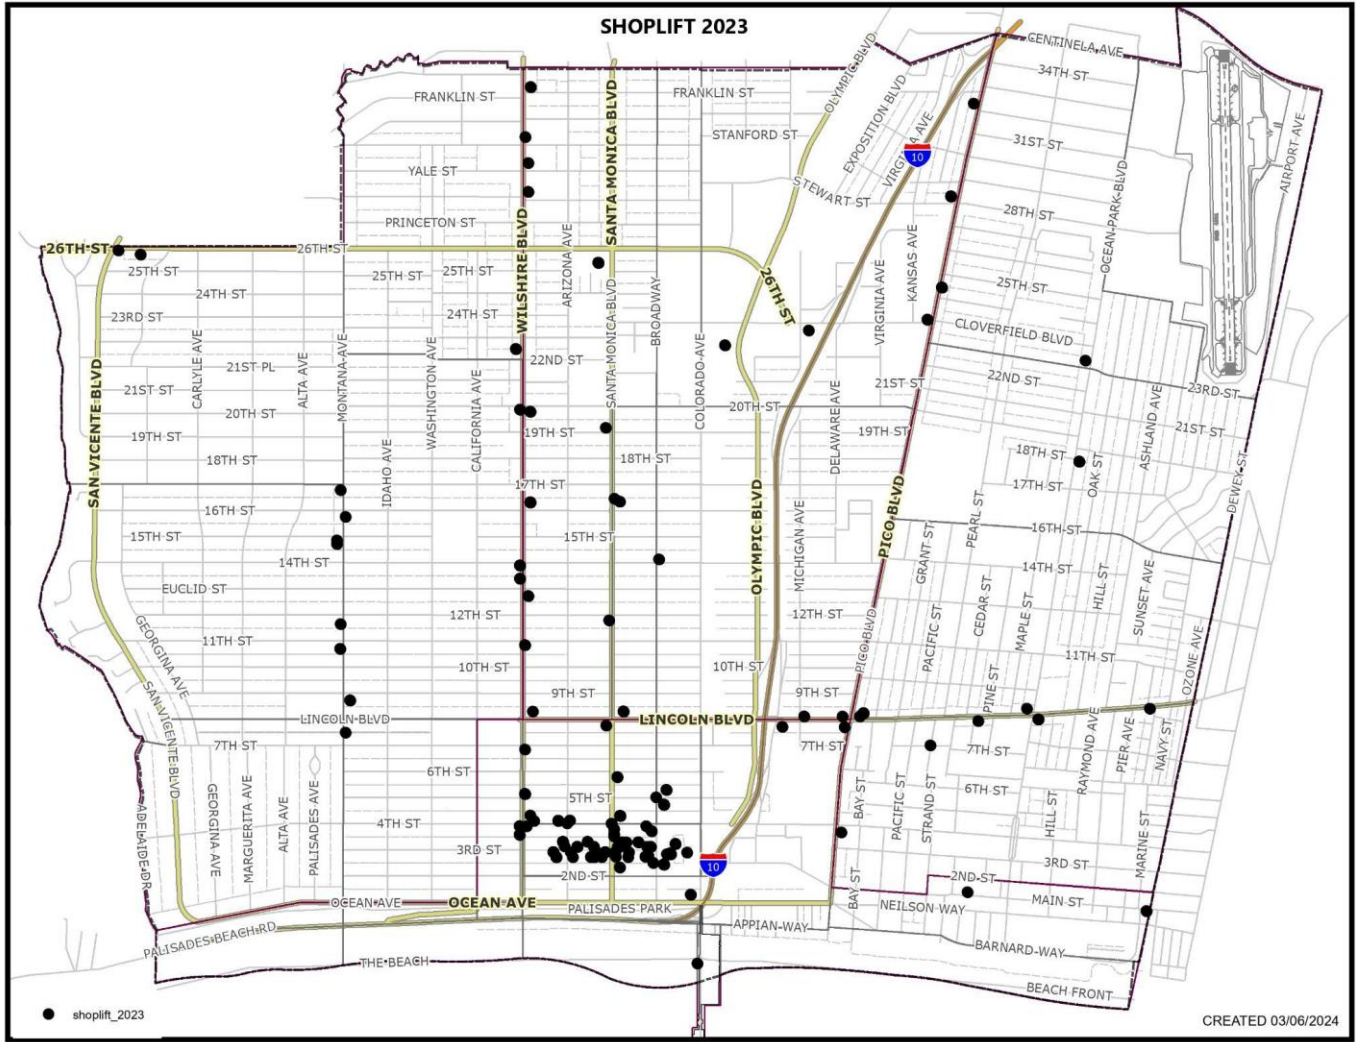 SHOPLIFT 2023
CENTINELA AVE
34TH ST
FRANKLIN ST
SANTA MONICA BLVD
FRANKLIN ST
OLYMPIC BLVD
EXPOSITION BLVD
VIRGINIA AVE
10
STANFORD ST
31ST ST
AIRPORT AVE
YALE ST
STEWART ST
OCEAN PARK BLVD
PRINCETON ST
28TH ST
WILSHIRE BLVD
ARIZONA AVE
KANSAS AVE
26TH ST
26TH ST
26TH ST
25TH ST
25TH ST
25TH ST
25TH ST
24TH ST
VIRGINIA AVE
23RD ST
24TH ST
SANTA MONICA BLVD
BROADWAY
CLOVERFIELD BLVD
SAN VICENTE BLVD
CARLYLE AVE
21ST PL
ALTA AVE
MONTANA AVE
WASHINGTON AVE
22ND ST
COLORADO AVE
22ND ST
23RD ST
21ST ST
CALIFORNIA AVE
21ST ST
20TH ST
20TH ST
DELAWARE AVE
ASHLAND AVE
19TH ST
19TH ST
19TH ST
21ST ST
18TH ST
IDAHO AVE
18TH ST
18TH ST
OAK ST
17TH ST
17TH ST
DEWEY ST
16TH ST
OLYMPIC BLVD
MICHIGAN AVE
PICO BLVD
PEARL ST
16TH ST
15TH ST
15TH ST
GRANT ST
14TH ST
14TH ST
EUCLID ST
CEDAR ST
HILL ST
SUNSET AVE
12TH ST
12TH ST
MAPLE ST
GEORGINA AVE
11TH ST
PICO BLVD
PACIFIC ST
11TH ST
OZONE AVE
10TH ST
10TH ST
9TH ST
9TH ST
PINE ST
SAN VICENTE BLVD
LINCOLN BLVD
LINCOLN BLVD
7TH ST
7TH ST
7TH ST
RAYMOND AVE
PIER AVE
NAVY ST
6TH ST
5TH ST
6TH ST
GEORGINA AVE
MARGUERITA AVE
ALTA AVE
PALISADES AVE
4TH ST
BAY ST
PACIFIC ST
STRAND ST
HILL ST
MARINE ST
ADELAIDE DR
3RD ST
10
3RD ST
2ND ST
2ND ST
OCEAN AVE
OCEAN AVE
PALISADES PARK
BAY ST
NEILSON WAY
MAIN ST
PALISADES BEACH RD
APPIAN WAY
BARNARD WAY
THE BEACH
BEACH FRONT
shoplift_2023
CREATED 03/06/2024